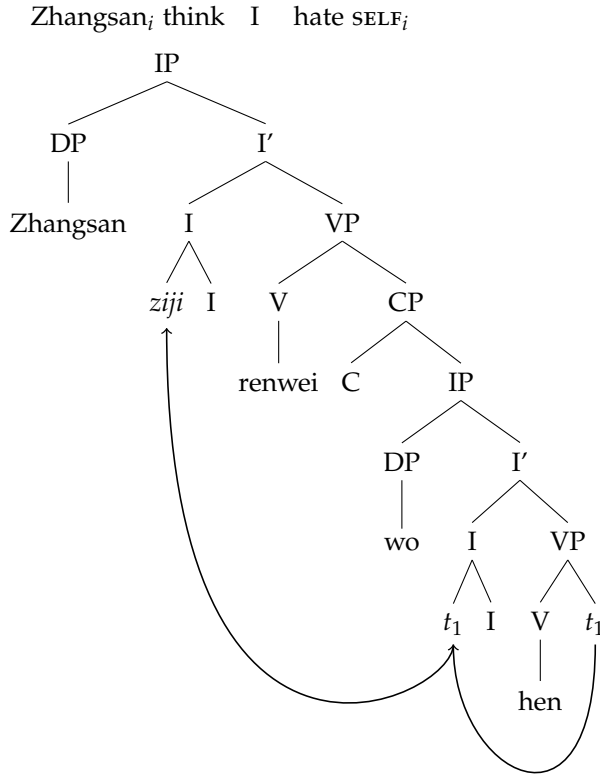 Zhangsanᵢ think I hate SELFᵢ
IP
DP I’
Zhangsan I VP
ziji I V CP
renwei C IP
DP I’
wo I VP
t₁ I V t₁
hen